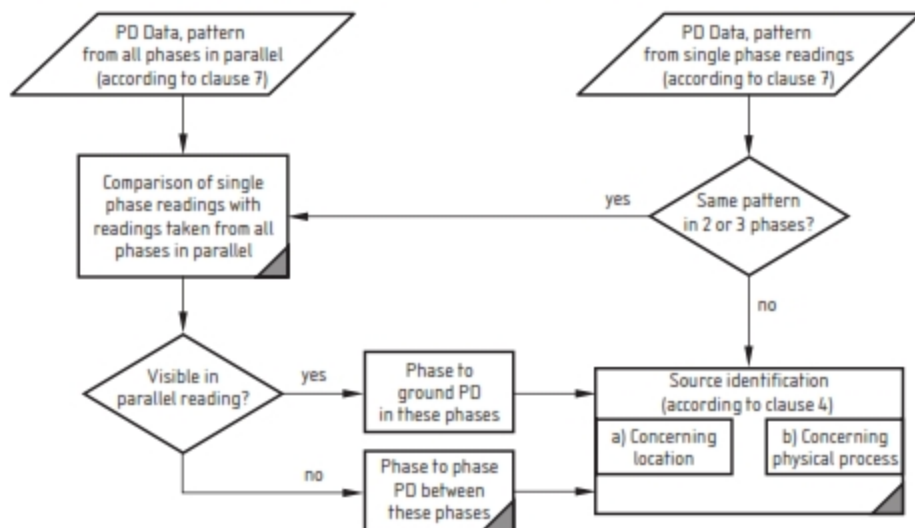 PD Data, pattern
from all phases in parallel
(according to clause 7)
PD Data, pattern
from single phase readings
(according to clause 7)
Comparison of single
phase readings with
readings taken from all
phases in parallel
yes
Same pattern
in 2 or 3 phases?
no
Visible in
parallel reading?
yes
Phase to
ground PD
in these phases
Source identification
(according to clause 4)
a) Concerning
location
b) Concerning
physical process
no
Phase to phase
PD between
these phases